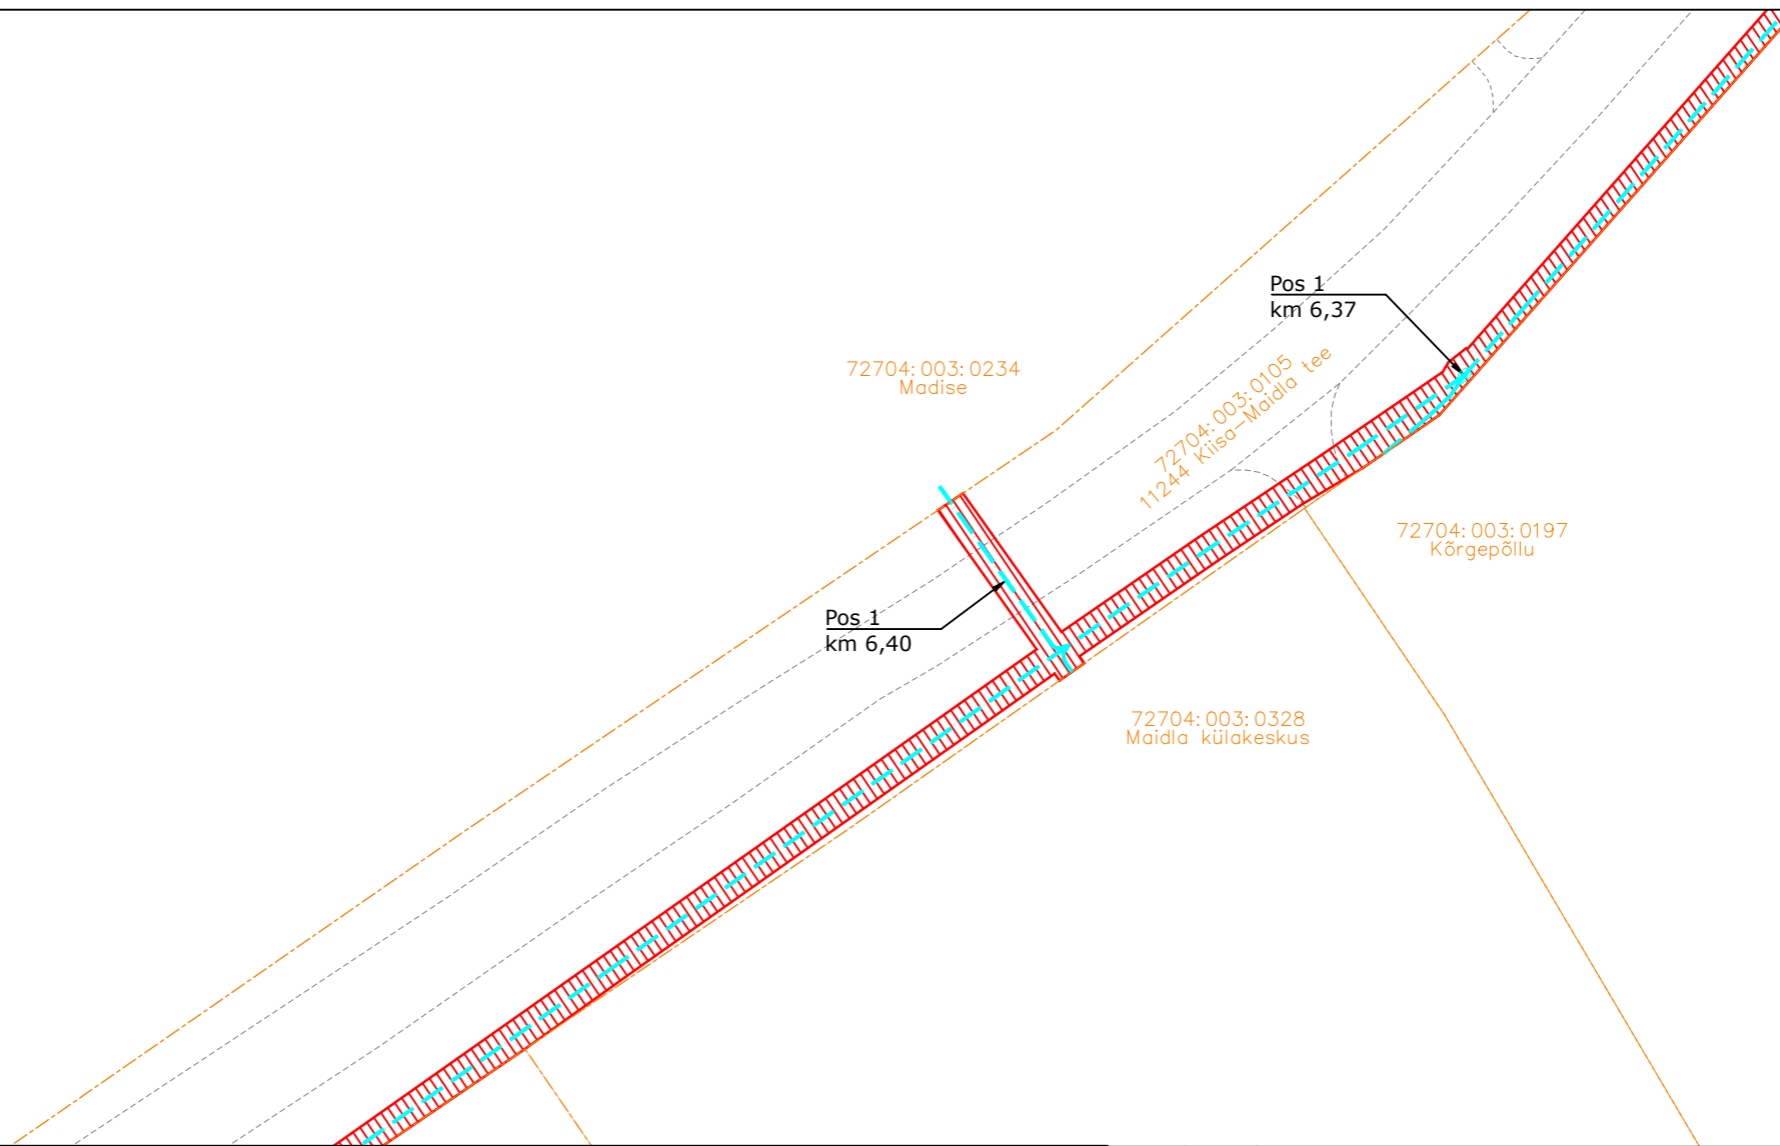 Pos 1
km 6,37
72704:003:0234
Madise
72704:003:0105
11244 Kiisa-Maidla tee
72704:003:0197
Kõrgepõllu
Pos 1
km 6,40
72704:003:0328
Maidla külakeskus